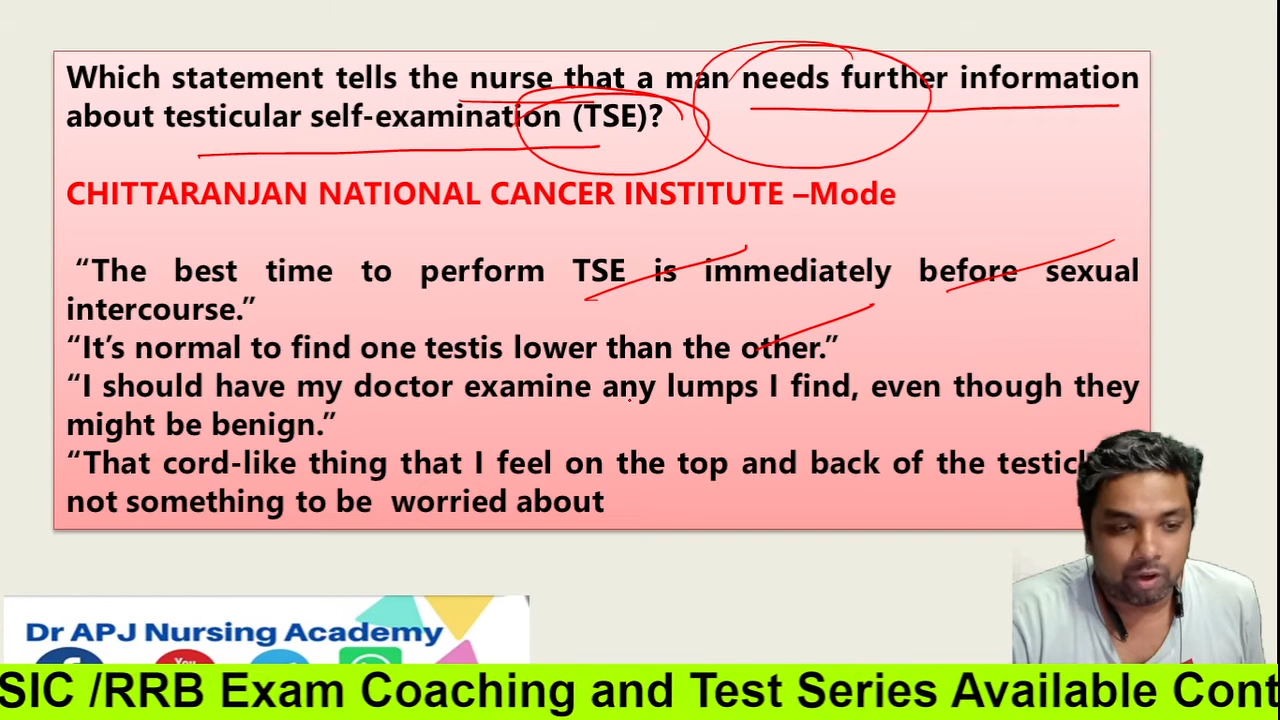 Which statement tells the nurse that a man needs further information
about testicular self-examination (TSE)?
CHITTARANJAN NATIONAL CANCER INSTITUTE –Mode
“The best time to perform TSE is immediately before sexual
intercourse.”
“It’s normal to find one testis lower than the other.”
“I should have my doctor examine any lumps I find, even though they
might be benign.”
“That cord-like thing that I feel on the top and back of the
not something to be worried about
Dr APJ Nursing Academy
You
SIC /RRB Exam Coaching and Test Series Available Cont